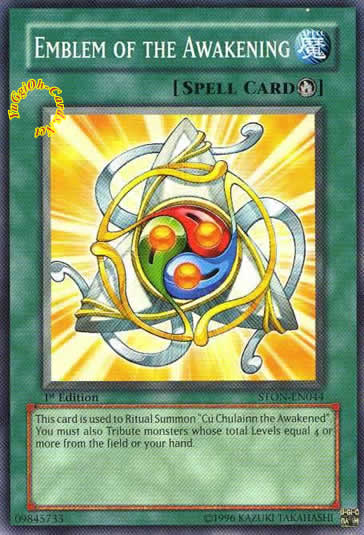 EMBLEM OF THE AWAKENING 魔
[SPELL CARD]
YuGgiOh-Cards.net
1st Edition
STON-EN044
This card is used to Ritual Summon "Cú Chulainn the Awakened"
You must also Tribute monsters whose total Levels equal 4 or
more from the field or your hand.
09845733
©1996 KAZUKI TAKAHASHI